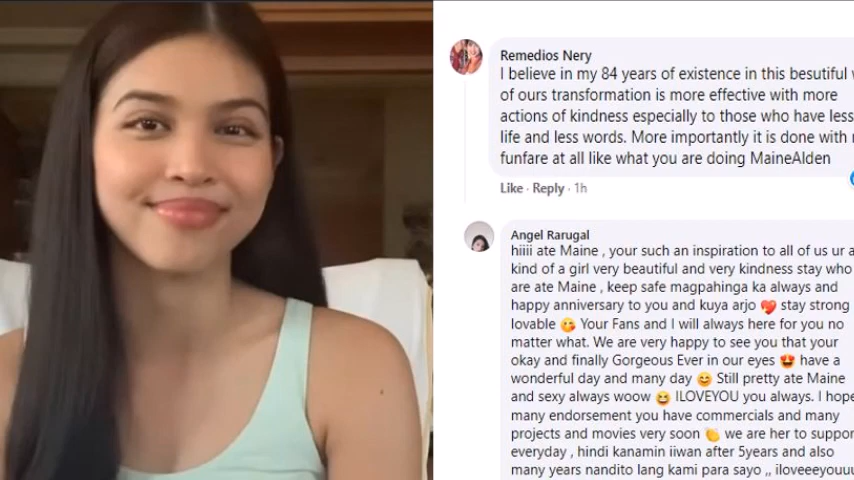 Remedios Nery
I believe in my 84 years of existence in this besutiful
of ours transformation is more effective with more
actions of kindness especially to those who have less
life and less words. More importantly it is done with
funfare at all like what you are doing MaineAlden
Like · Reply · 1h
Angel Rarugal
hiiii ate Maine , your such an inspiration to all of us ur a
kind of a girl very beautiful and very kindness stay who
are ate Maine , keep safe magpahinga ka always and
happy anniversary to you and kuya arjo 💖 stay strong
lovable 😘 Your Fans and I will always here for you no
matter what. We are very happy to see you that your
okay and finally Gorgeous Ever in our eyes 😍 have a
wonderful day and many day 😊 Still pretty ate Maine
and sexy always woow 😆 ILOVEYOU you always. I hope
many endorsement you have commercials and many
projects and movies very soon 👏 we are her to suppor
everyday , hindi kanamin iiwan after 5years and also
many years nandito lang kami para sayo ,, iloveeeyouuu